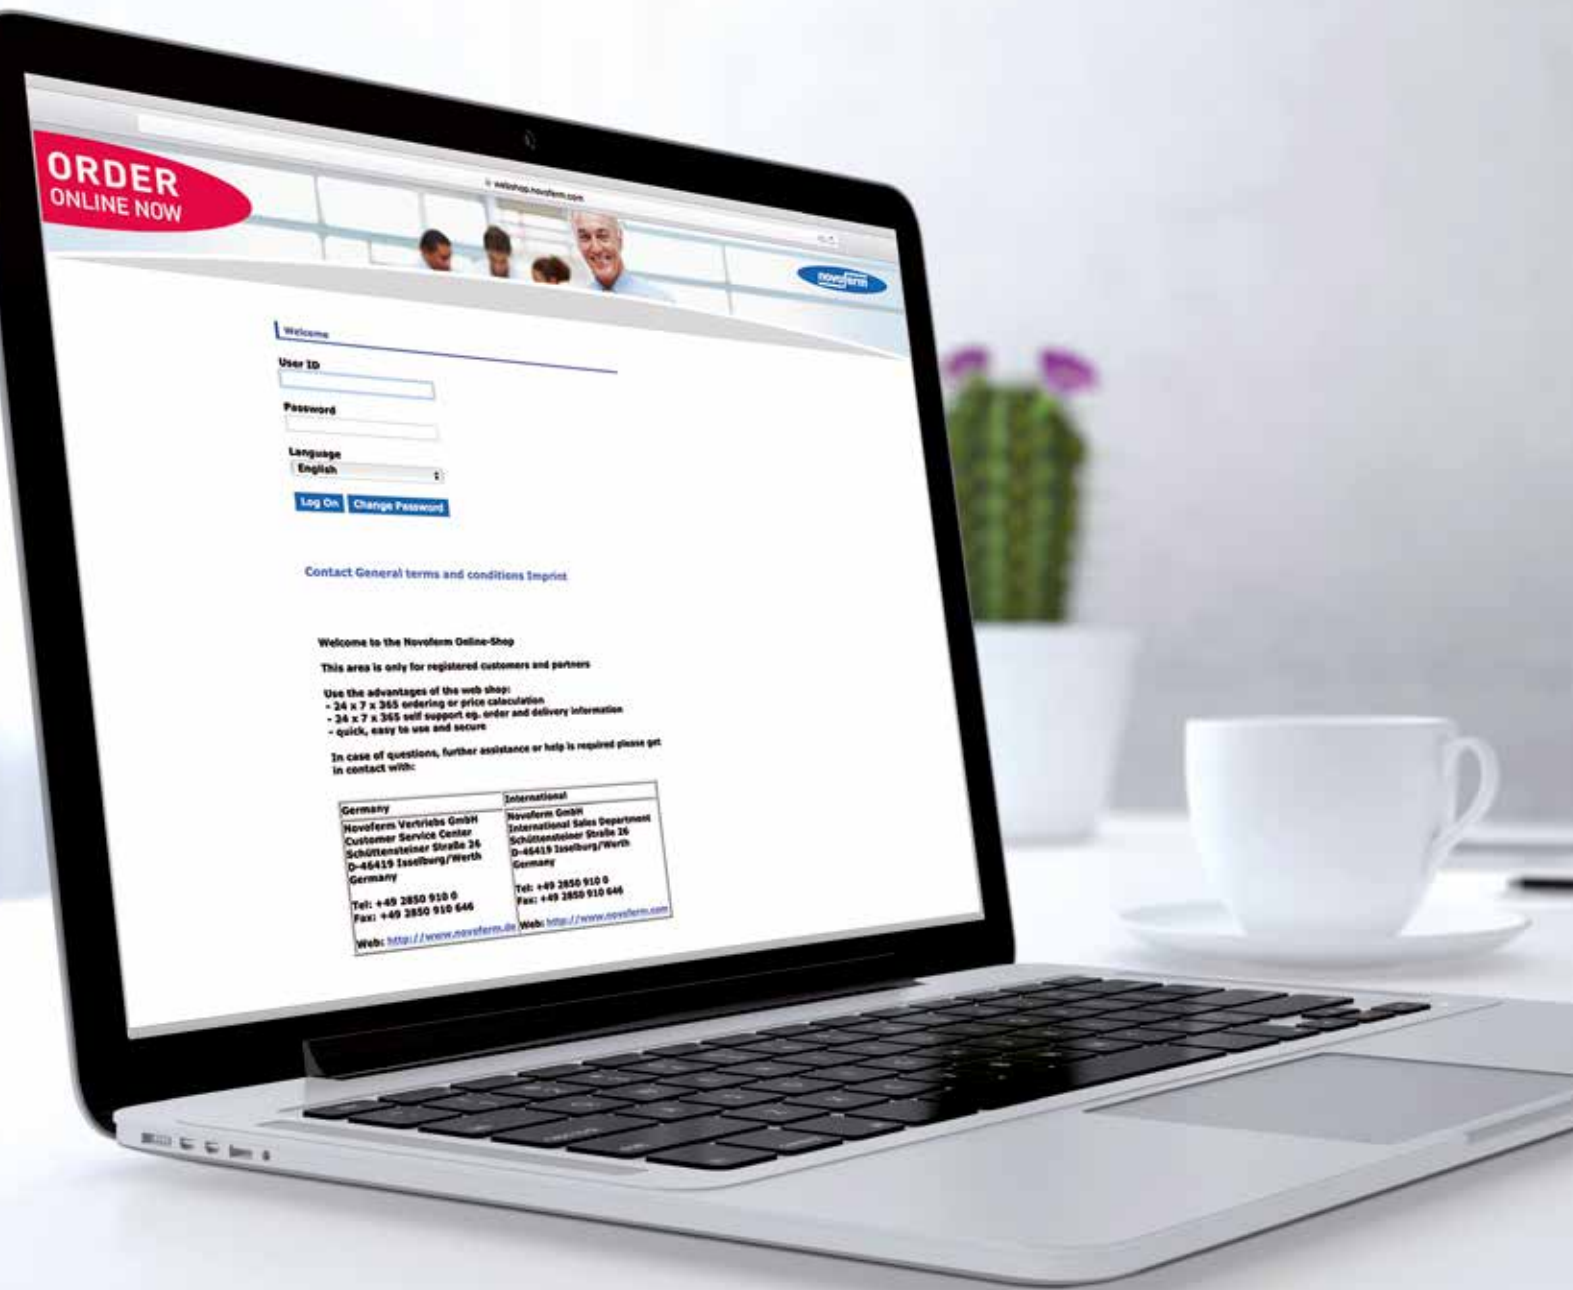 webshop.novoferm.com
ORDER
ONLINE NOW
novoferm
Welcome
User ID
Password
Language
English
Log On Change Password
Contact General terms and conditions Imprint
Welcome to the Novoferm Online-Shop
This area is only for registered customers and partners
Use the advantages of the web shop:
- 24 x 7 x 365 ordering or price calaculation
- 24 x 7 x 365 self support eg. order and delivery information
- quick, easy to use and secure
In case of questions, further assistance or help is required please get
in contact with:
Germany
Novoferm Vertriebs GmbH
Customer Service Center
Schüttensteiner Straße 26
D-46419 Isselburg/Werth
Germany
Tel: +49 2850 910 0
Fax: +49 2850 910 646
Web: http://www.novoferm.de
International
Novoferm GmbH
International Sales Department
Schüttensteiner Straße 26
D-46419 Isselburg/Werth
Germany
Tel: +49 2850 910 0
Fax: +49 2850 910 646
Web: http://www.novoferm.com